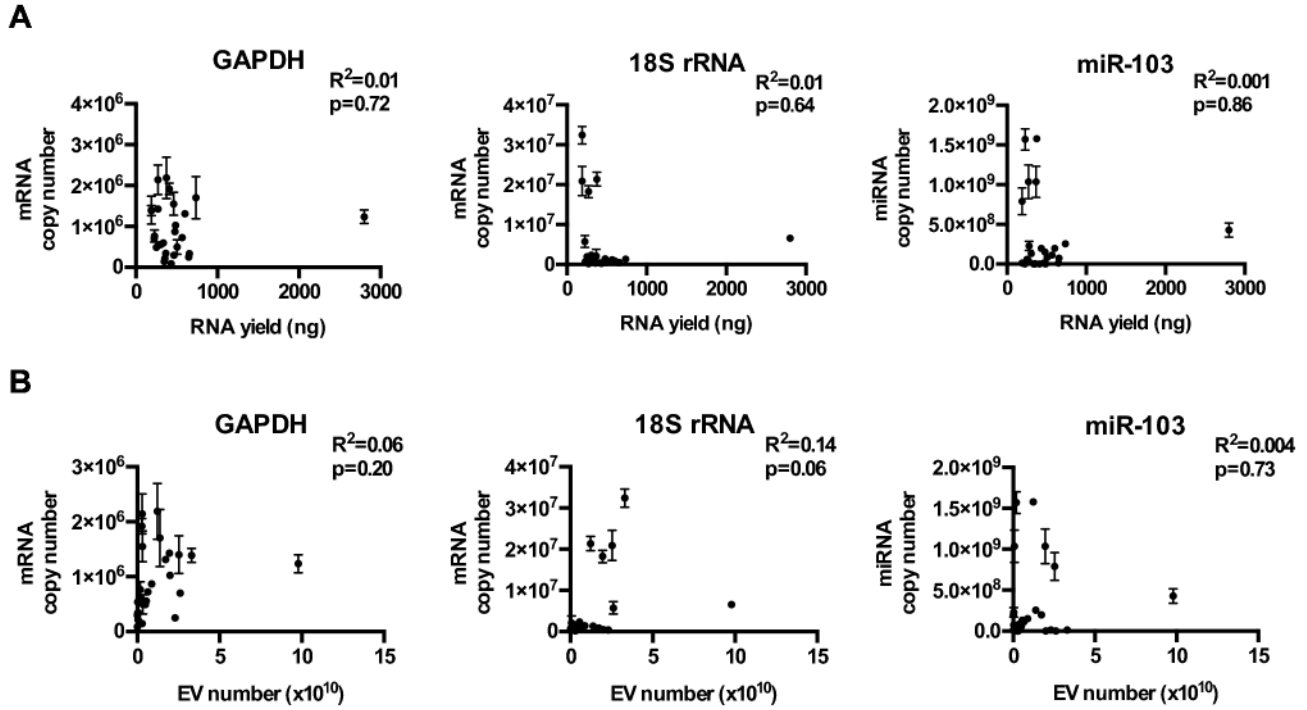 A
GAPDH
R²=0.01
p=0.72
4×10⁶
3×10⁶
2×10⁶
1×10⁶
0
mRNA
copy number
0 1000 2000 3000
RNA yield (ng)
18S rRNA
R²=0.01
p=0.64
4×10⁷
3×10⁷
2×10⁷
1×10⁷
0
mRNA
copy number
0 1000 2000 3000
RNA yield (ng)
miR-103
R²=0.001
p=0.86
2.0×10⁹
1.5×10⁹
1.0×10⁹
5.0×10⁸
0.0
miRNA
copy number
0 1000 2000 3000
RNA yield (ng)
B
GAPDH
R²=0.06
p=0.20
3×10⁶
2×10⁶
1×10⁶
0
mRNA
copy number
0 5 10 15
EV number (x10¹⁰)
18S rRNA
R²=0.14
p=0.06
4×10⁷
3×10⁷
2×10⁷
1×10⁷
0
mRNA
copy number
0 5 10 15
EV number (x10¹⁰)
miR-103
R²=0.004
p=0.73
2.0×10⁹
1.5×10⁹
1.0×10⁹
5.0×10⁸
0.0
miRNA
copy number
0 5 10 15
EV number (x10¹⁰)